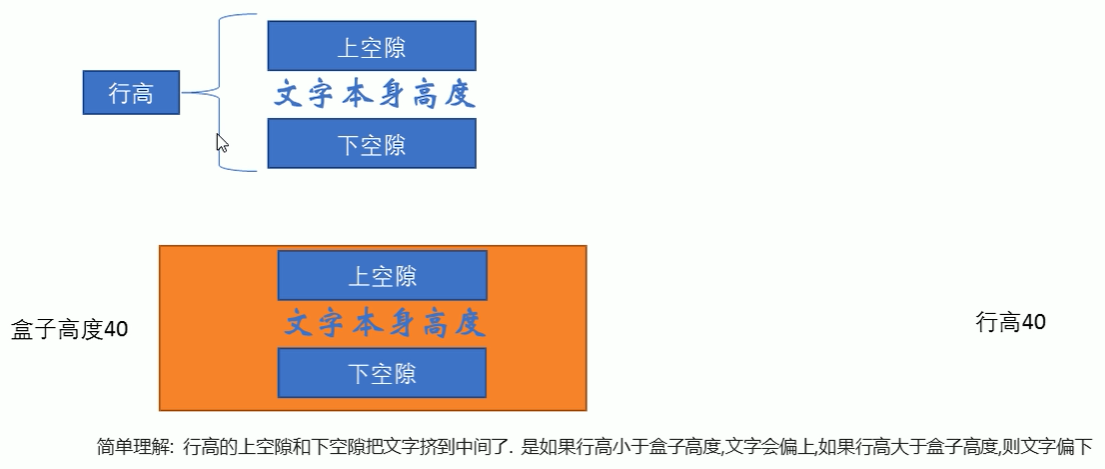 上空隙
行高
文字本身高度
下空隙
上空隙
盒子高度40
文字本身高度
行高40
下空隙
简单理解: 行高的上空隙和下空隙把文字挤到中间了. 是如果行高小于盒子高度,文字会偏上,如果行高大于盒子高度,则文字偏下